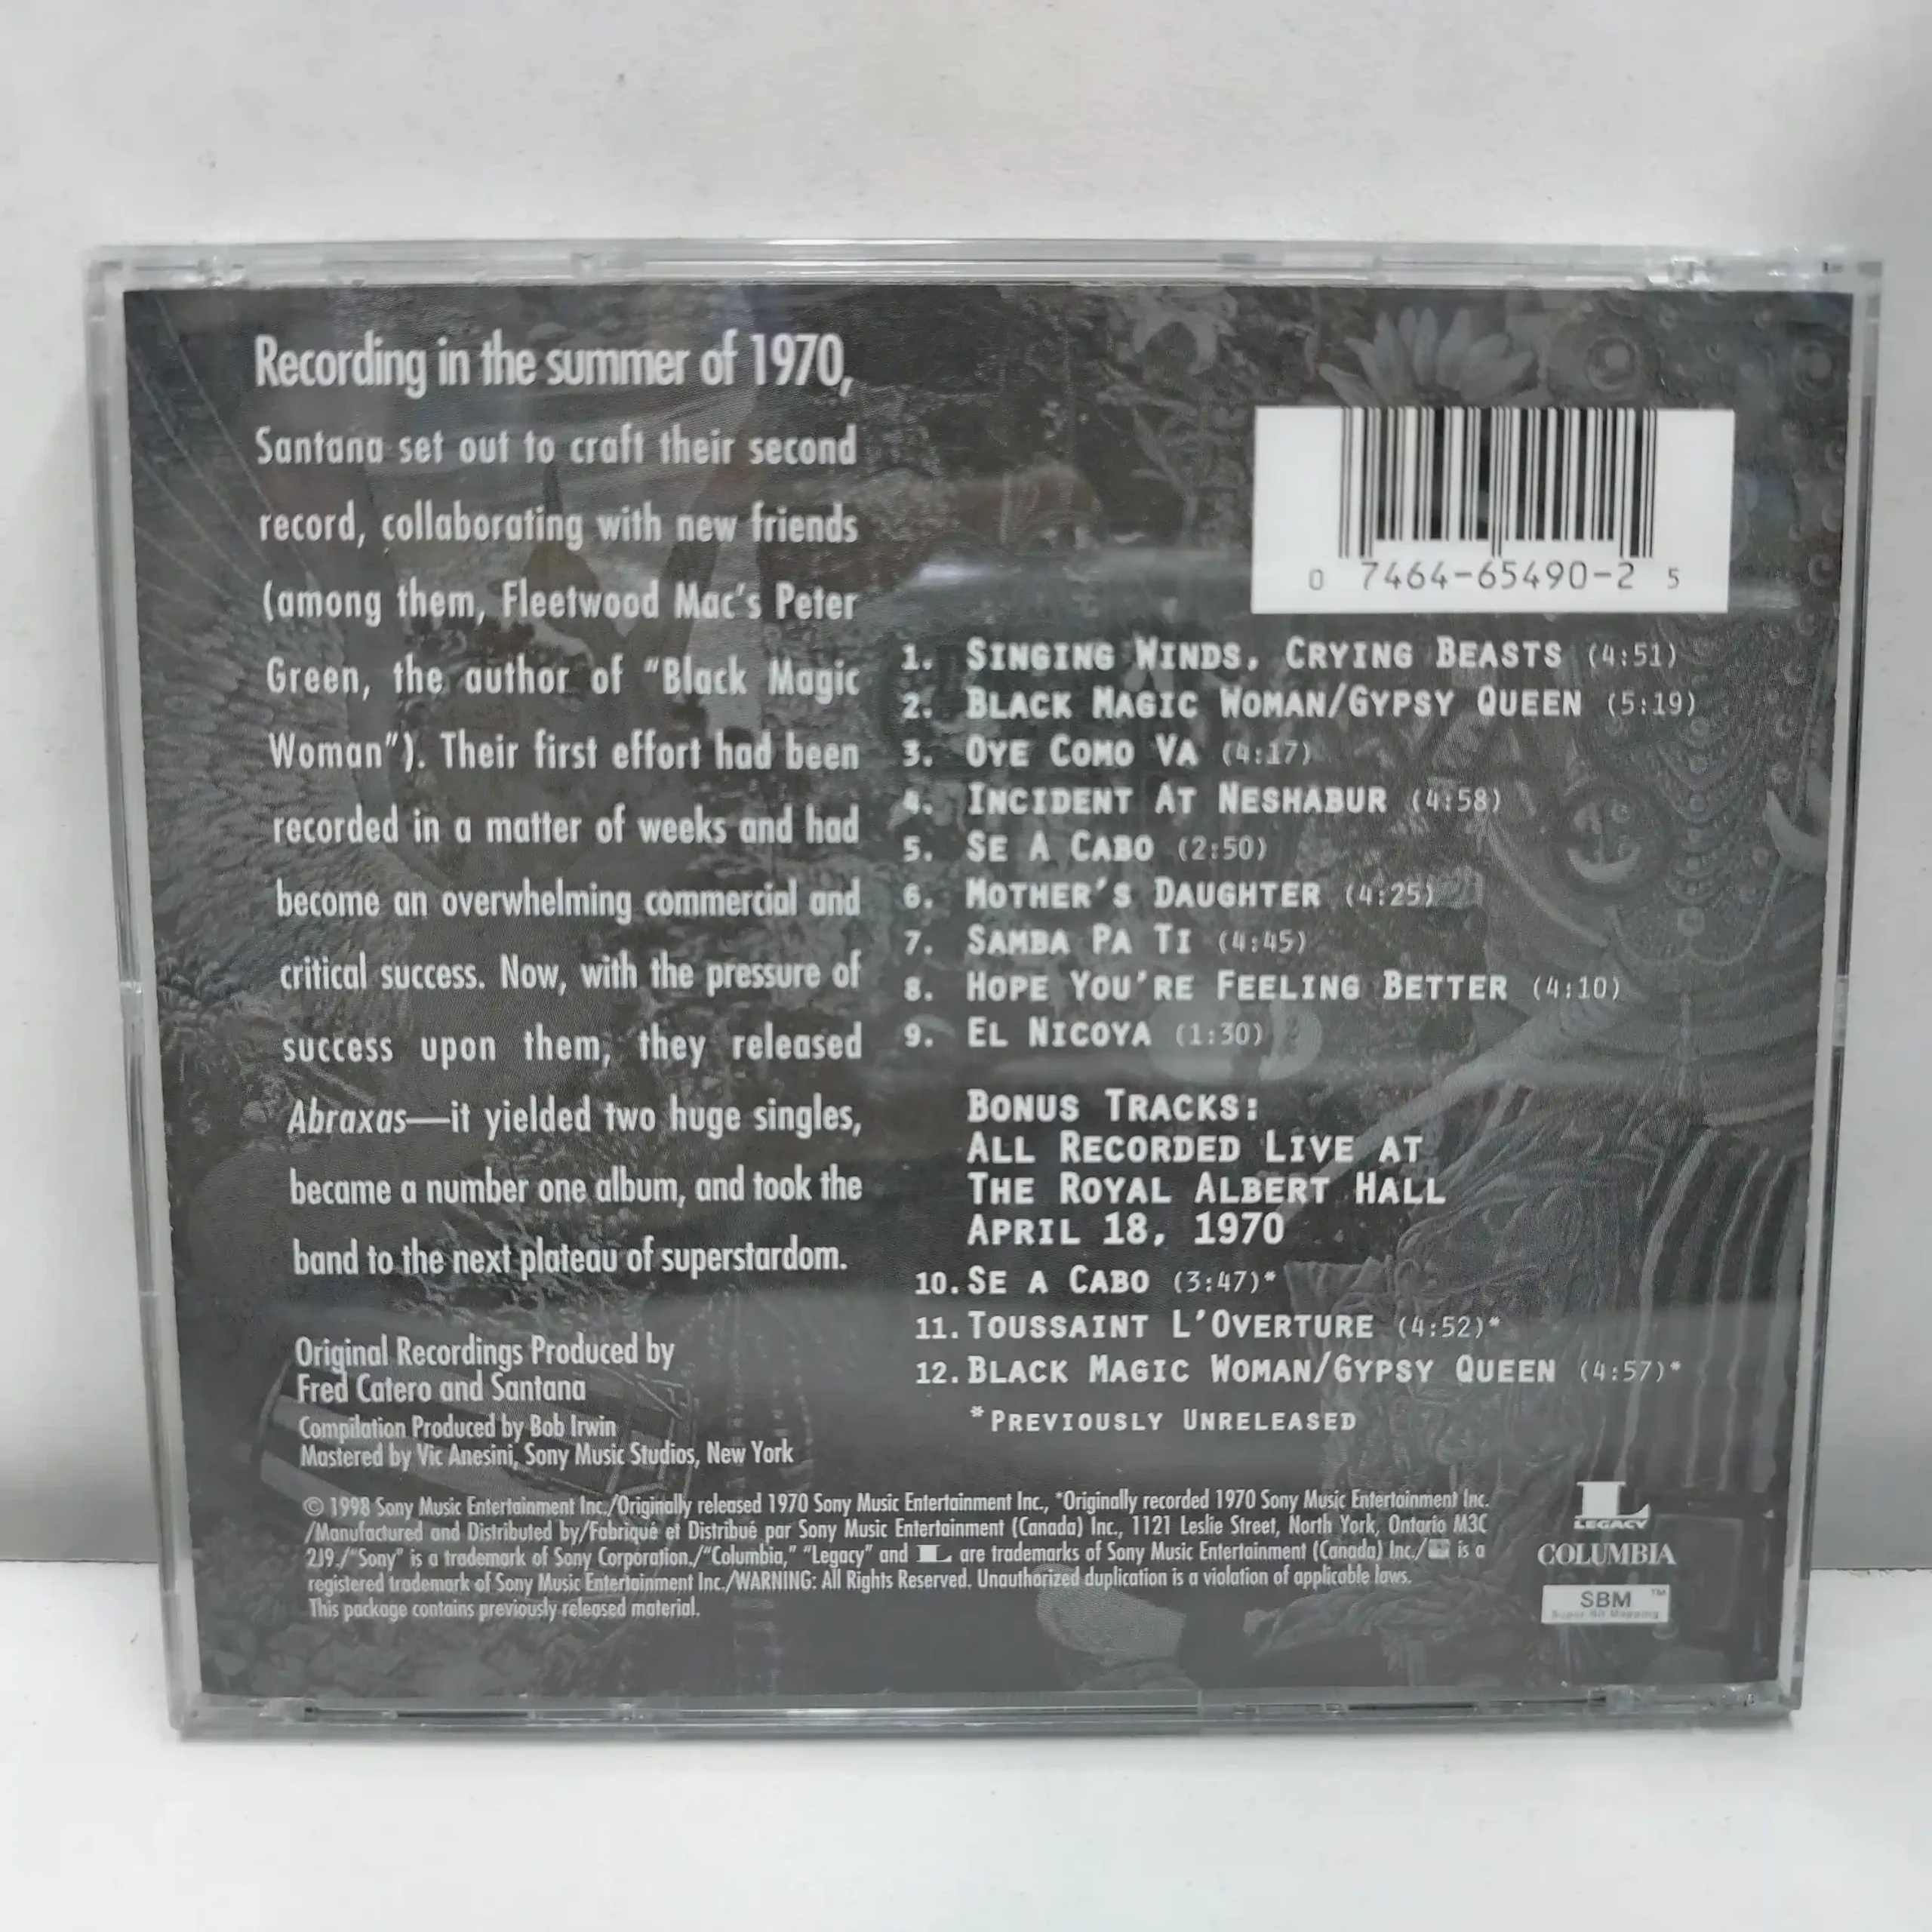 Recording in the summer of 1970,
Santana set out to craft their second
record, collaborating with new friends
(among them, Fleetwood Mac's Peter
Green, the author of "Black Magic
Woman"). Their first effort had been
recorded in a matter of weeks and had
become an overwhelming commercial and
critical success. Now, with the pressure of
success upon them, they released
Abraxas—it yielded two huge singles,
became a number one album, and took the
band to the next plateau of superstardom.
Original Recordings Produced by
Fred Catero and Santana
Compilation Produced by Bob Irwin
Mastered by Vic Anesini, Sony Music Studios, New York
0 7464-65490-2 5
1. SINGING WINDS, CRYING BEASTS (4:51)
2. BLACK MAGIC WOMAN/GYPSY QUEEN (5:19)
3. OYE COMO VA (4:17)
4. INCIDENT AT NESHABUR (4:58)
5. SE A CABO (2:50)
6. MOTHER'S DAUGHTER (4:25)
7. SAMBA PA TI (4:45)
8. HOPE YOU'RE FEELING BETTER (4:10)
9. EL NICOYA (1:30)
BONUS TRACKS:
ALL RECORDED LIVE AT
THE ROYAL ALBERT HALL
APRIL 18, 1970
10. SE A CABO (3:47)*
11. TOUSSAINT L'OVERTURE (4:52)*
12. BLACK MAGIC WOMAN/GYPSY QUEEN (4:57)*
*PREVIOUSLY UNRELEASED
© 1998 Sony Music Entertainment Inc./Originally released 1970 Sony Music Entertainment Inc., *Originally recorded 1970 Sony Music Entertainment Inc.
/Manufactured and Distributed by/Fabriqué et Distribué par Sony Music Entertainment (Canada) Inc., 1121 Leslie Street, North York, Ontario M3C
2J9./"Sony" is a trademark of Sony Corporation./"Columbia," "Legacy" and L are trademarks of Sony Music Entertainment (Canada) Inc./ is a
registered trademark of Sony Music Entertainment Inc./WARNING: All Rights Reserved. Unauthorized duplication is a violation of applicable laws.
This package contains previously released material.
L
LEGACY
COLUMBIA
SBM™
Super Bit Mapping